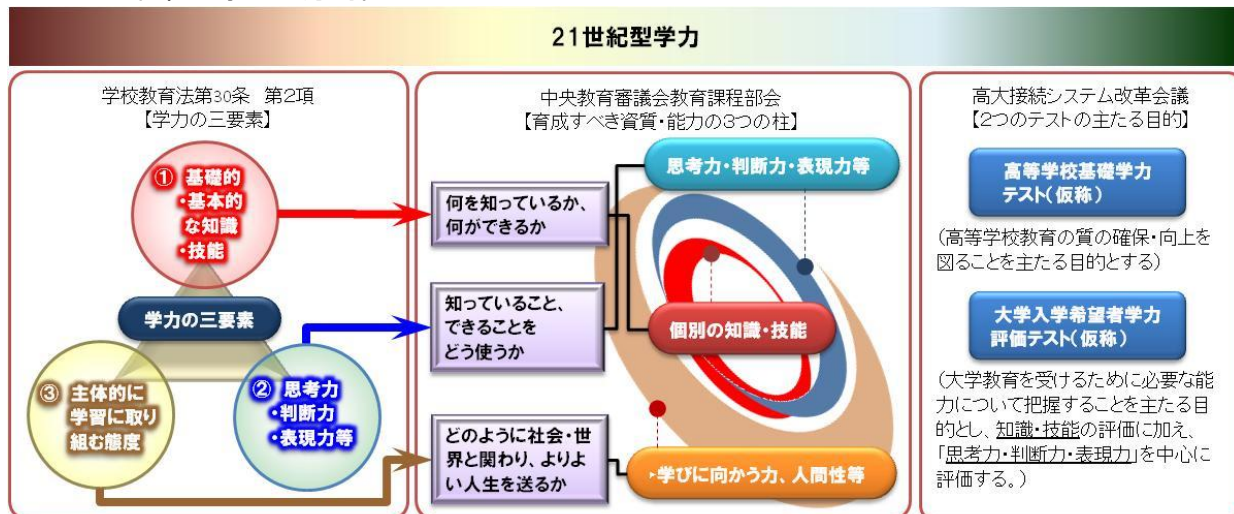 21世紀型学力
学校教育法第30条 第2項
【学力の三要素】
① 基礎的
・基本的
な知識
・技能
学力の三要素
③ 主体的に
学習に取り
組む態度
② 思考力
・判断力
・表現力等
中央教育審議会教育課程部会
【育成すべき資質・能力の3つの柱】
何を知っているか、
何ができるか
知っていること、
できることを
どう使うか
どのように社会・世
界と関わり、よりよ
い人生を送るか
思考力・判断力・表現力等
個別の知識・技能
▸学びに向かう力、人間性等
高大接続システム改革会議
【2つのテストの主たる目的】
高等学校基礎学力
テスト(仮称)
(高等学校教育の質の確保・向上を
図ることを主たる目的とする)
大学入学希望者学力
評価テスト(仮称)
(大学教育を受けるために必要な能
力について把握することを主たる目
的とし、知識・技能の評価に加え、
「思考力・判断力・表現力」を中心に
評価する。)